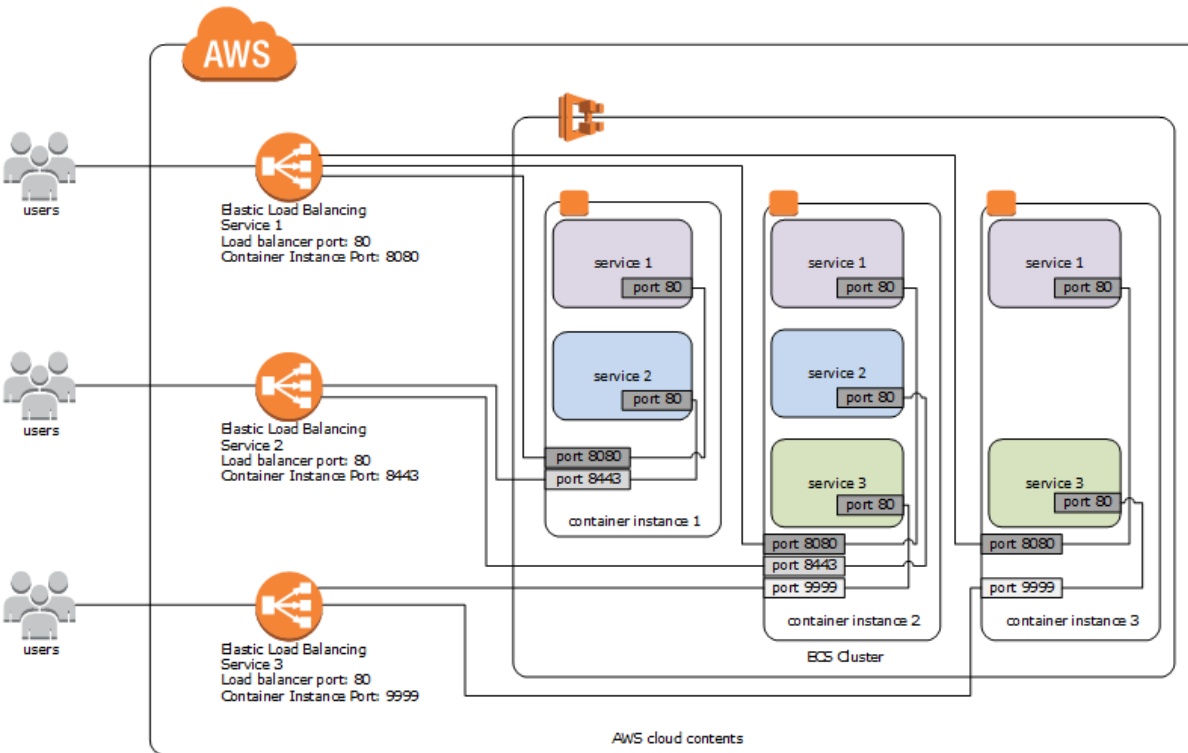 AWS
users
Elastic Load Balancing
Service 1
Load balancer port: 80
Container Instance Port: 8080
users
Elastic Load Balancing
Service 2
Load balancer port: 80
Container Instance Port: 8443
users
Elastic Load Balancing
Service 3
Load balancer port: 80
Container Instance Port: 9999
service 1
port 80
service 2
port 80
port 8080
port 8443
container instance 1
service 1
port 80
service 2
port 80
service 3
port 80
port 8080
port 8443
port 9999
container instance 2
service 1
port 80
service 3
port 80
port 8080
port 9999
container instance 3
ECS Cluster
AWS cloud contents